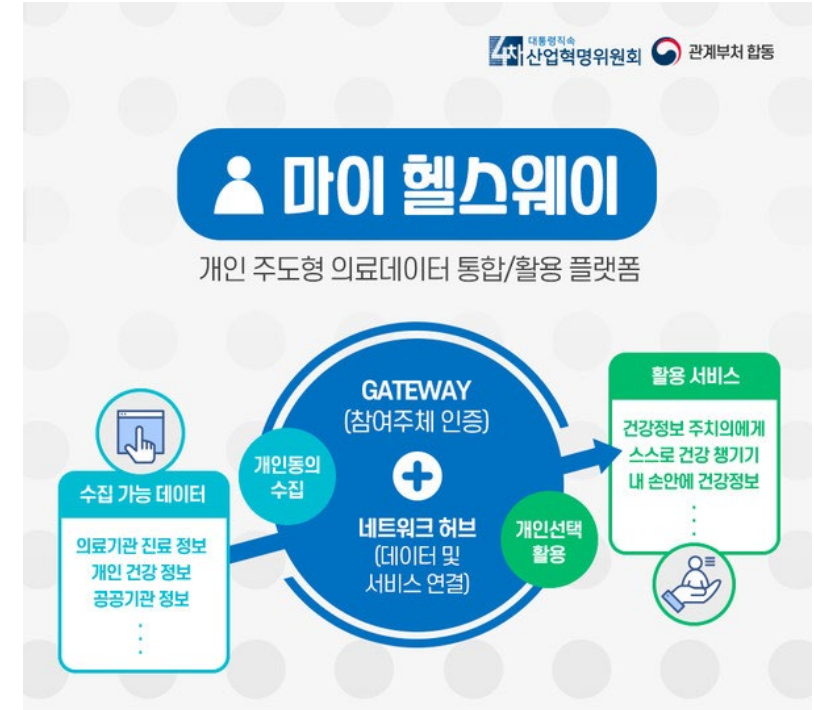 대통령직속
4차 산업혁명위원회
관계부처 합동
마이 헬스웨이
개인 주도형 의료데이터 통합/활용 플랫폼
수집 가능 데이터
의료기관 진료 정보
개인 건강 정보
공공기관 정보
개인동의
수집
GATEWAY
(참여주체 인증)
네트워크 허브
(데이터 및
서비스 연결)
개인선택
활용
활용 서비스
건강정보 주치의에게
스스로 건강 챙기기
내 손안에 건강정보